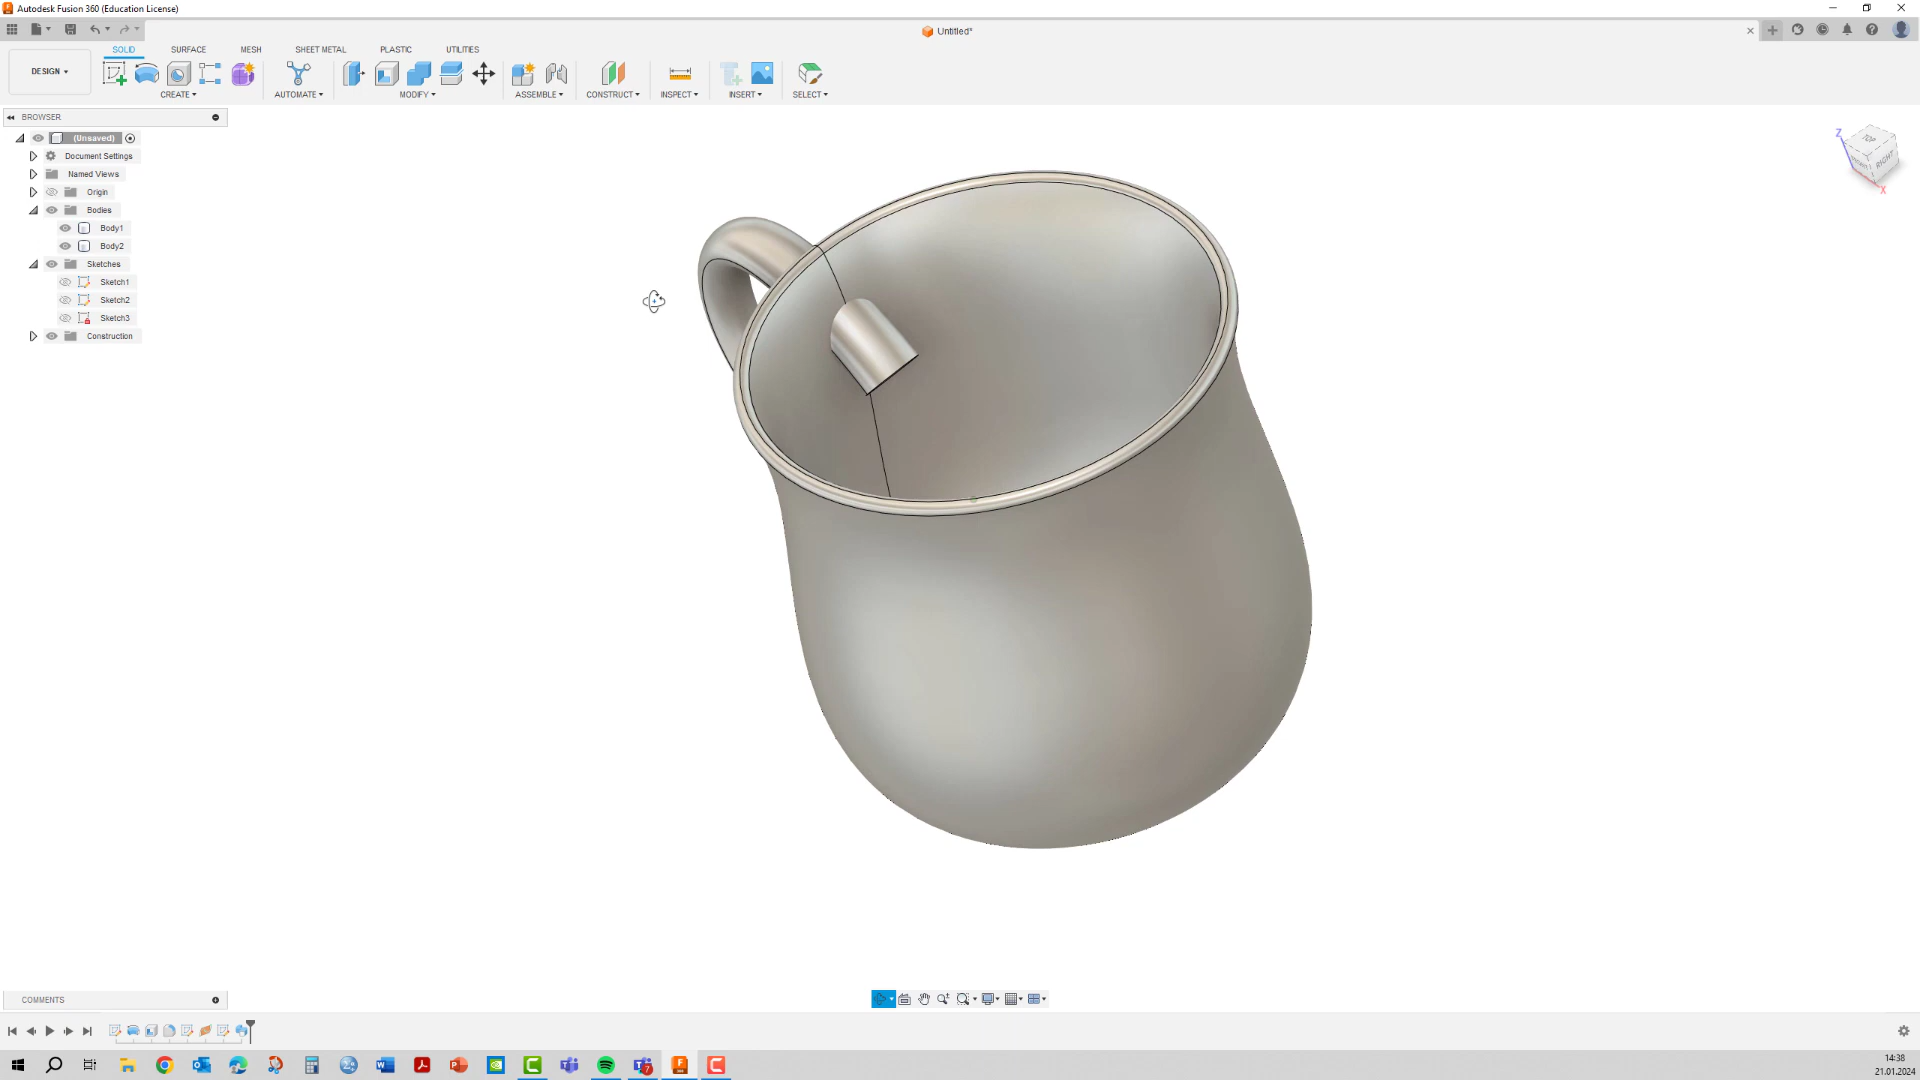 Autodesk Fusion 360 (Education License)
Untitled*
SOLID SURFACE MESH SHEET METAL PLASTIC UTILITIES
DESIGN
CREATE AUTOMATE MODIFY ASSEMBLE CONSTRUCT INSPECT INSERT SELECT
BROWSER
(Unsaved)
Document Settings
Named Views
Origin
Bodies
Body1
Body2
Sketches
Sketch1
Sketch2
Sketch3
Construction
Z
TOP
RIGHT
X
COMMENTS
14:38
21.01.2024